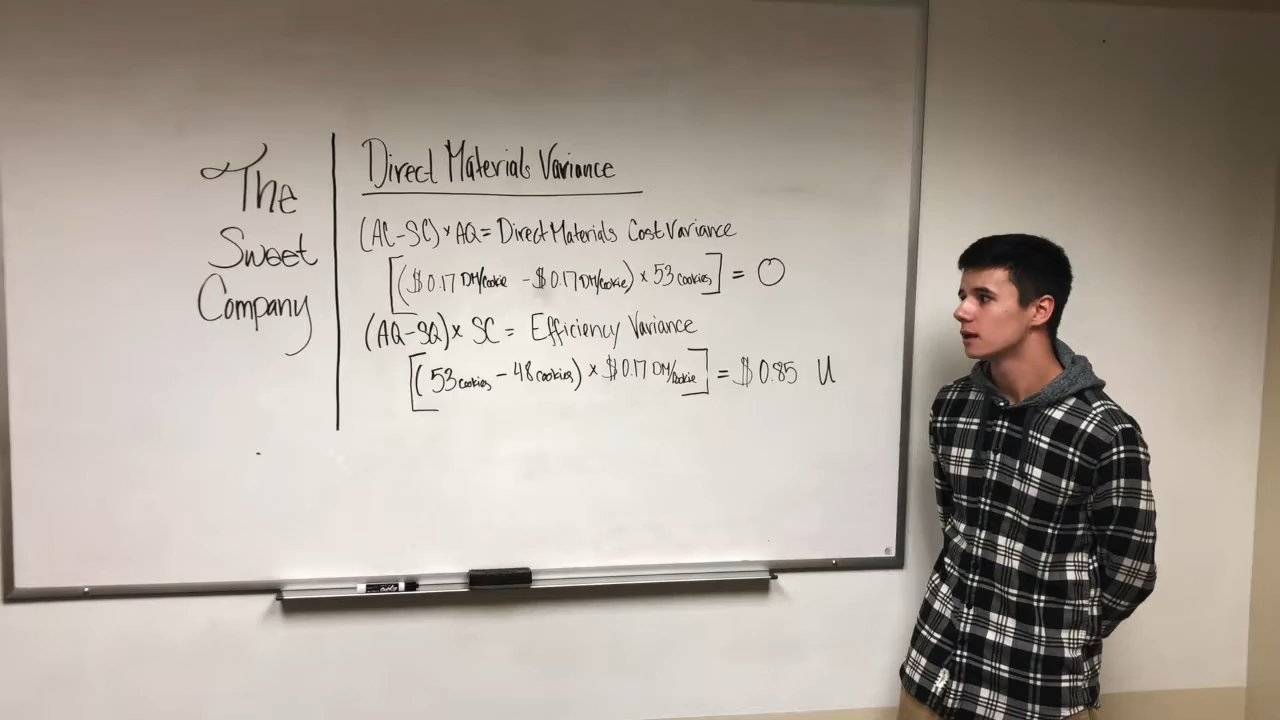 The
Sweet
Company
Direct Materials Variance
(AC-SC) × AQ = Direct Materials Cost Variance
[($0.17 DM/cookie - $0.17 DM/cookie) × 53 cookies] = 0
(AQ-SQ) × SC = Efficiency Variance
[(53 cookies - 48 cookies) × $0.17 DM/cookie] = $0.85 U